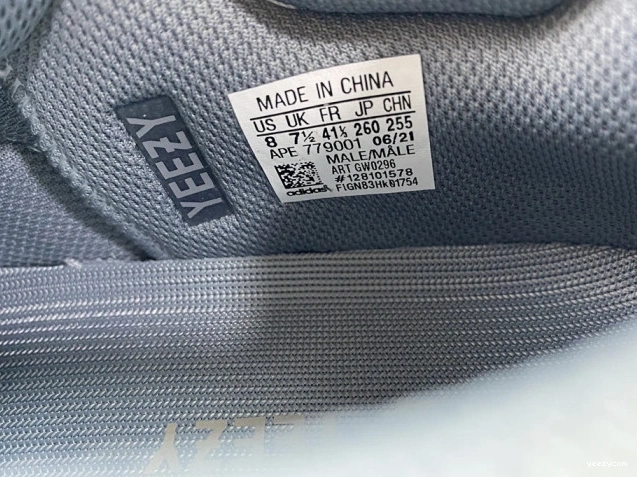 YEEZY
MADE IN CHINA
US UK FR JP CHN
8 7½ 41⅓ 260 255
APE 779001 06/21
MALE/MÂLE
ART GW0296
#128101578
adidas
YEEZY